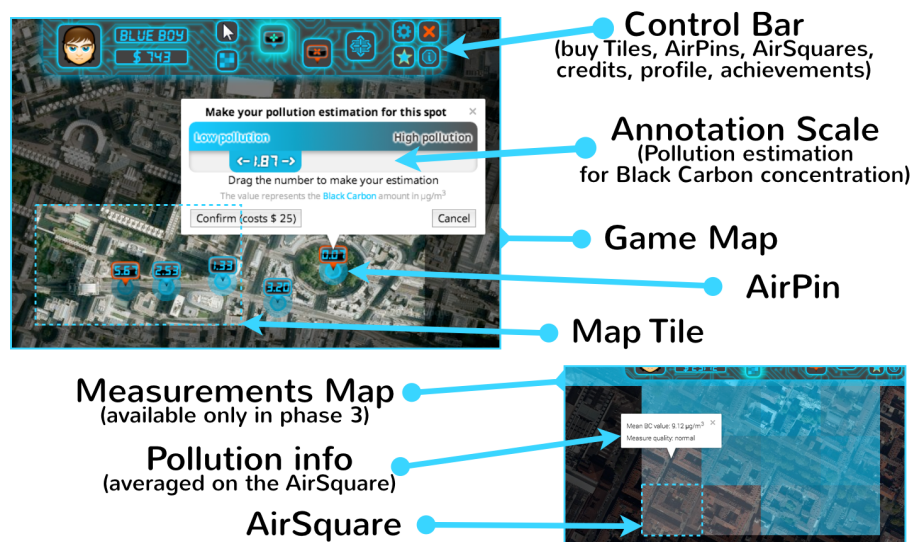 BLUE BOY
$ 743
Control Bar
(buy Tiles, AirPins, AirSquares,
credits, profile, achievements)
Make your pollution estimation for this spot ×
Low pollution High pollution
<- 1.87 ->
Drag the number to make your estimation
The value represents the Black Carbon amount in µg/m³
Confirm (costs $ 25) Cancel
Annotation Scale
(Pollution estimation
for Black Carbon concentration)
Game Map
5.67 2.53 1.33 3.20 0.07
AirPin
Map Tile
Measurements Map
(available only in phase 3)
Mean BC value: 9,12 µg/m³ ×
Measure quality: normal
Pollution info
(averaged on the AirSquare)
AirSquare